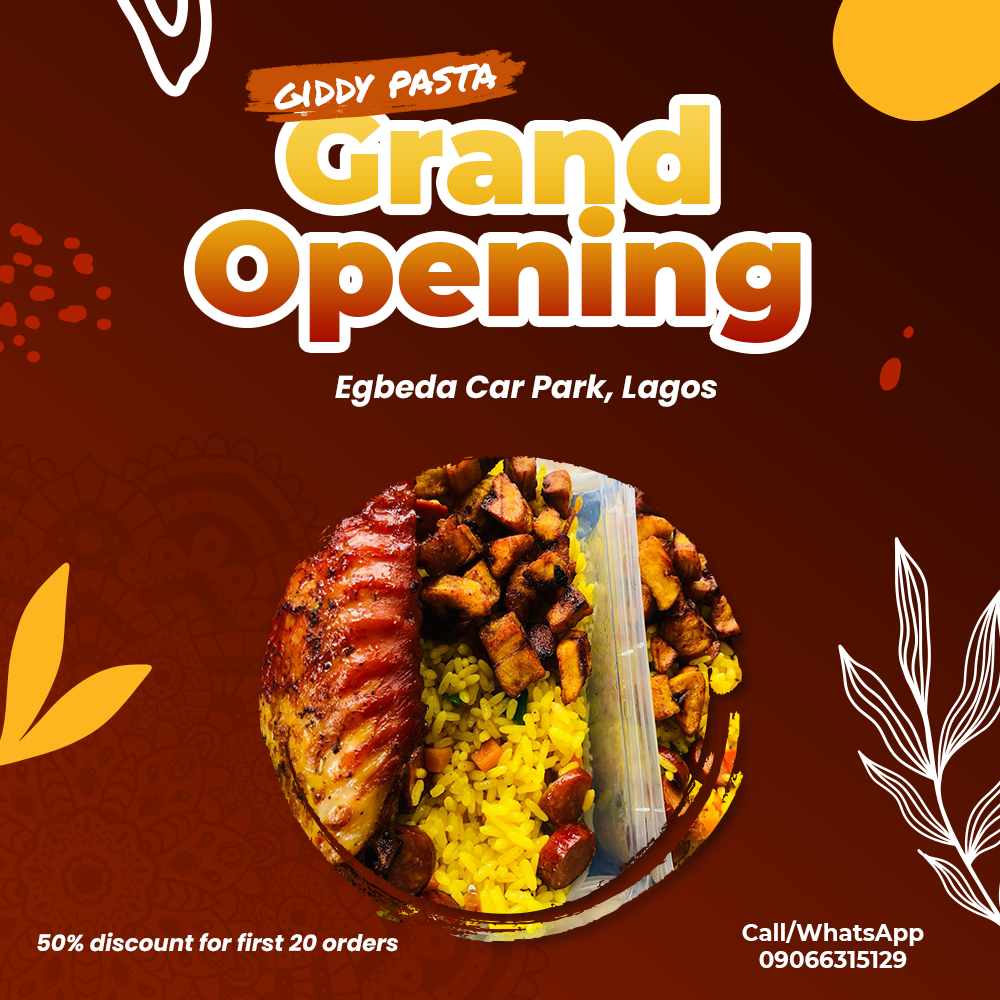 GIDDY PASTA
Grand
Opening
Egbeda Car Park, Lagos
50% discount for first 20 orders
Call/WhatsApp
09066315129